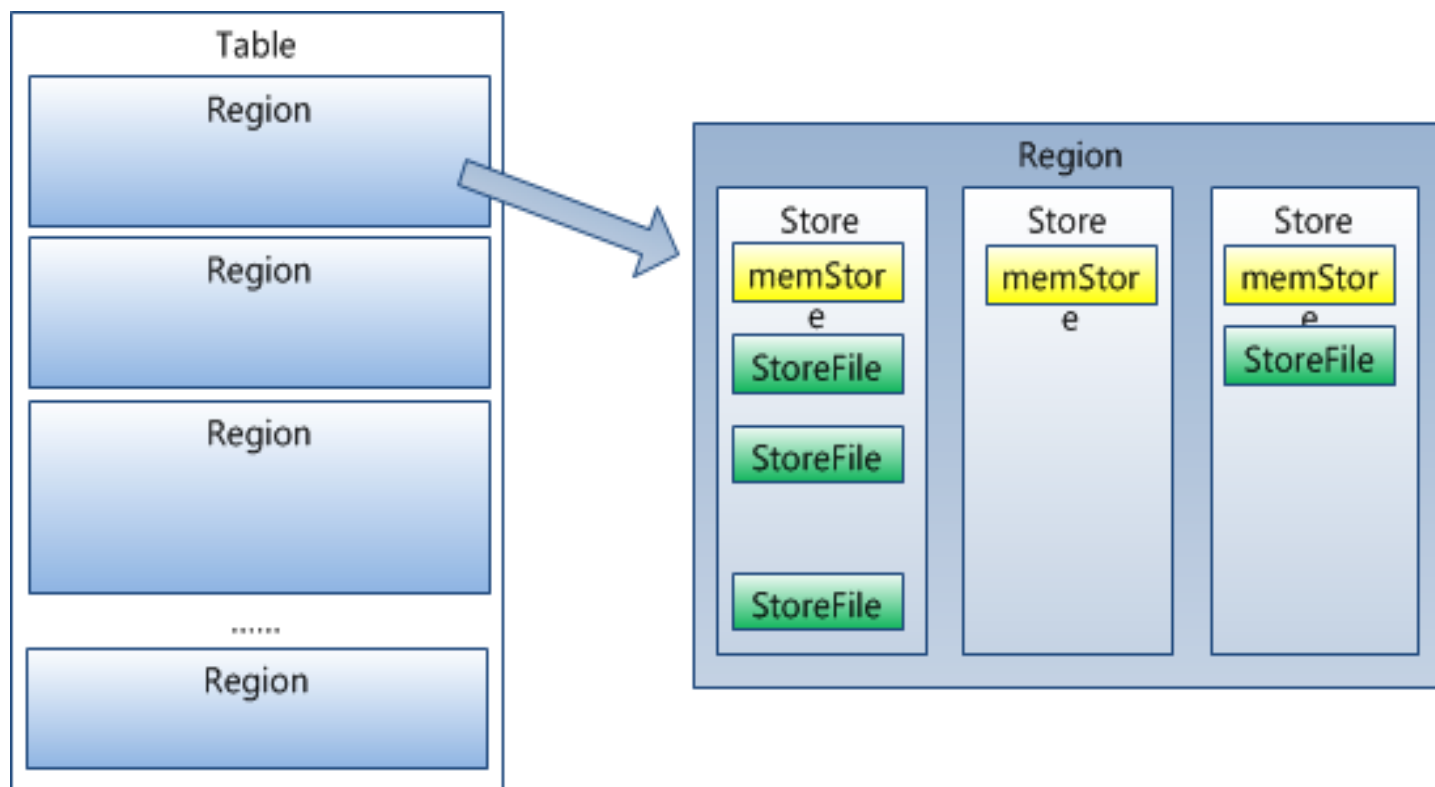 Table
Region
Region
Region
......
Region
Region
Store
memStor
e
StoreFile
StoreFile
StoreFile
Store
memStor
e
Store
memStor
e
StoreFile